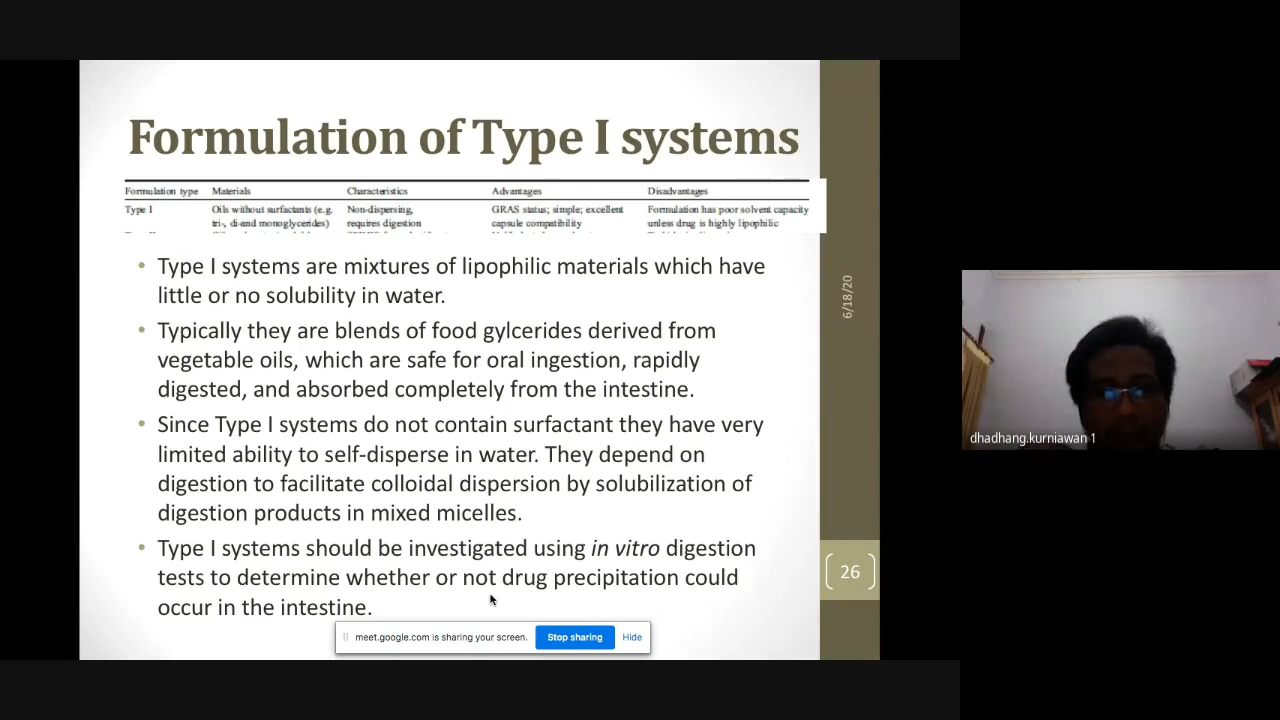 Formulation of Type I systems
Formulation type Materials Characteristics Advantages Disadvantages
Type I Oils without surfactants (e.g. Non-dispersing, GRAS status; simple; excellent Formulation has poor solvent capacity
tri-, di-and monoglycerides) requires digestion capsule compatibility unless drug is highly lipophilic
• Type I systems are mixtures of lipophilic materials which have
little or no solubility in water.
• Typically they are blends of food gylcerides derived from
vegetable oils, which are safe for oral ingestion, rapidly
digested, and absorbed completely from the intestine.
• Since Type I systems do not contain surfactant they have very
limited ability to self-disperse in water. They depend on
digestion to facilitate colloidal dispersion by solubilization of
digestion products in mixed micelles.
• Type I systems should be investigated using in vitro digestion
tests to determine whether or not drug precipitation could
occur in the intestine.
6/18/20
26
meet.google.com is sharing your screen. Stop sharing Hide
dhadhang.kurniawan 1